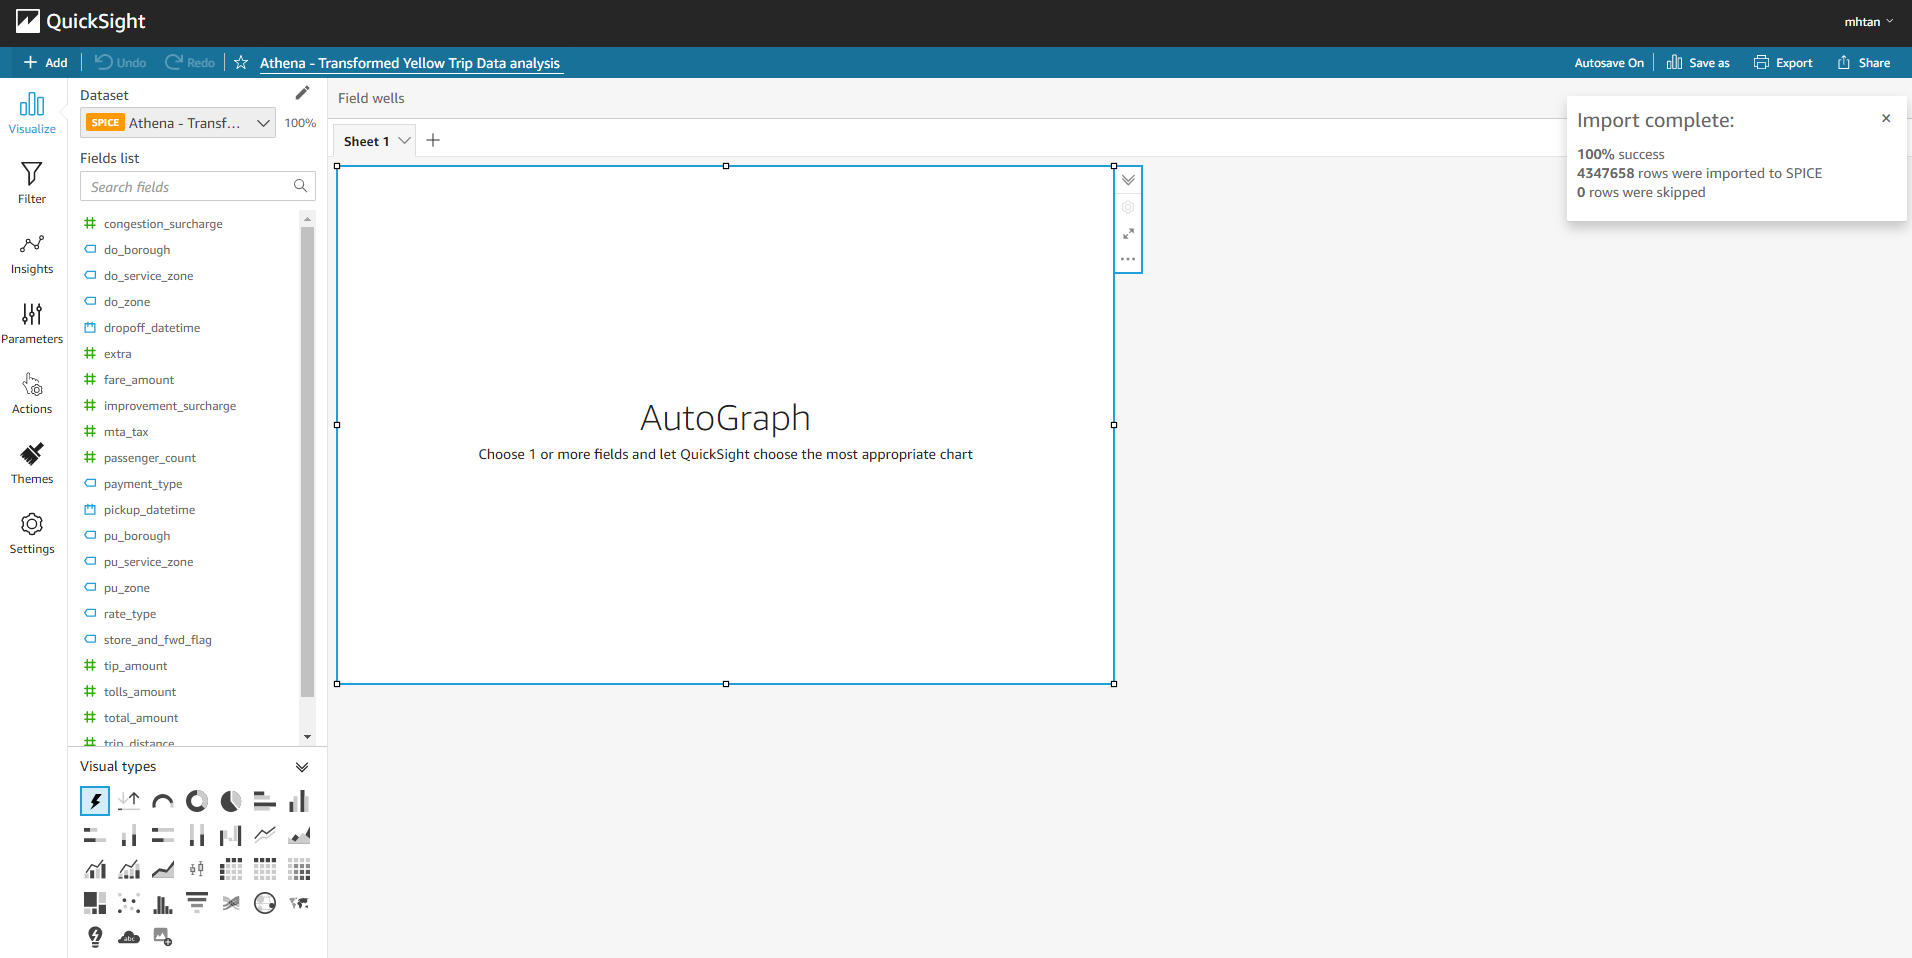 QuickSight
mhtan
Add
Undo
Redo
Athena - Transformed Yellow Trip Data analysis
Autosave On
Save as
Export
Share
Visualize
Filter
Insights
Parameters
Actions
Themes
Settings
Dataset
SPICE Athena - Transf... 100%
Fields list
Search fields
congestion_surcharge
do_borough
do_service_zone
do_zone
dropoff_datetime
extra
fare_amount
improvement_surcharge
mta_tax
passenger_count
payment_type
pickup_datetime
pu_borough
pu_service_zone
pu_zone
rate_type
store_and_fwd_flag
tip_amount
tolls_amount
total_amount
trip_distance
Visual types
abc
Field wells
Sheet 1
AutoGraph
Choose 1 or more fields and let QuickSight choose the most appropriate chart
Import complete:
100% success
4347658 rows were imported to SPICE
0 rows were skipped